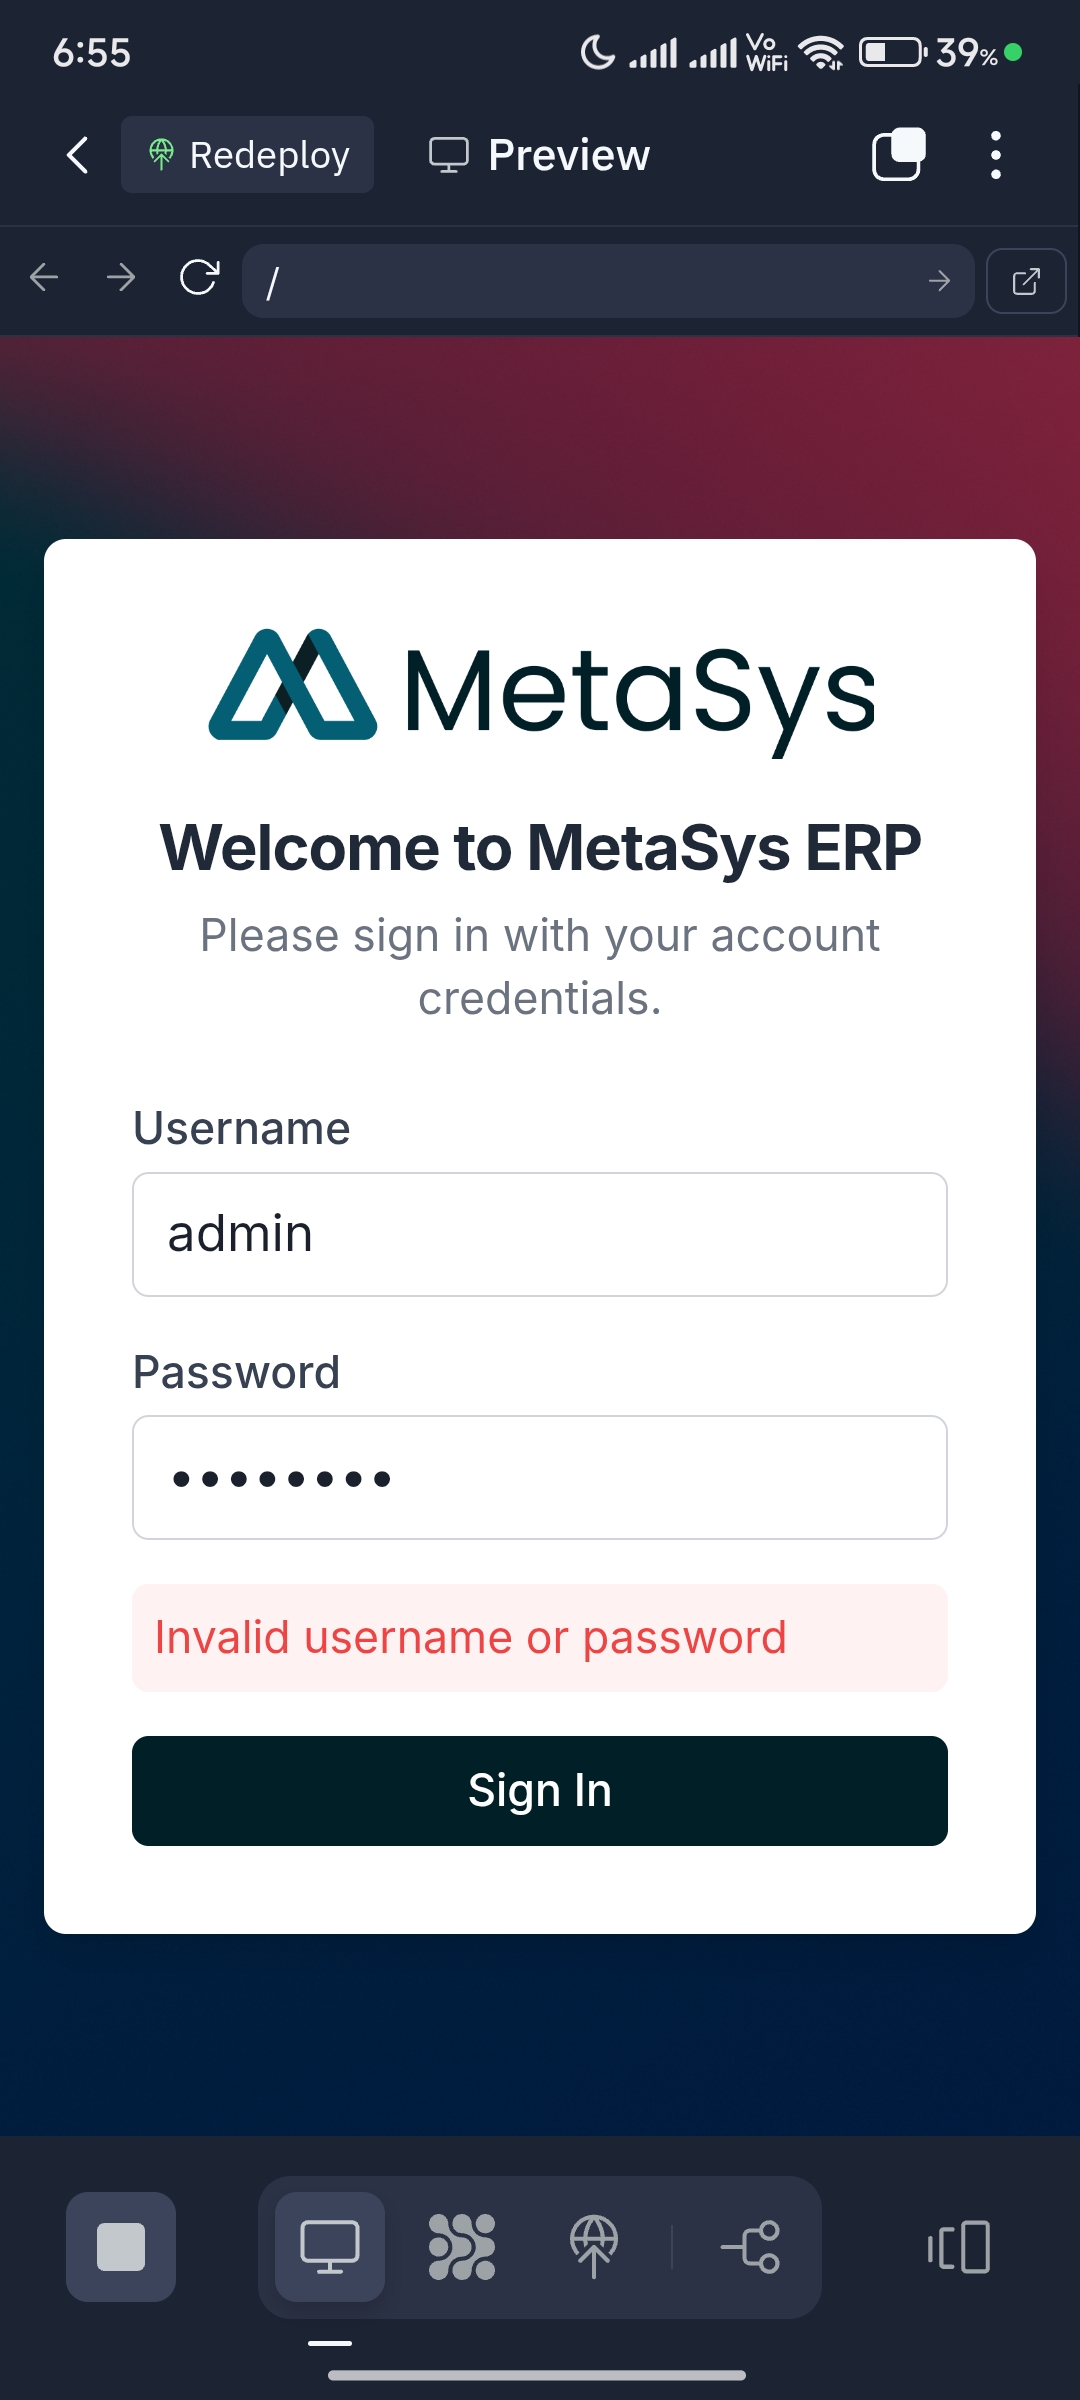 6:55
Vo
WiFi
39%
Redeploy
Preview
/
MetaSys
Welcome to MetaSys ERP
Please sign in with your account
credentials.
Username
admin
Password
••••••••
Invalid username or password
Sign In